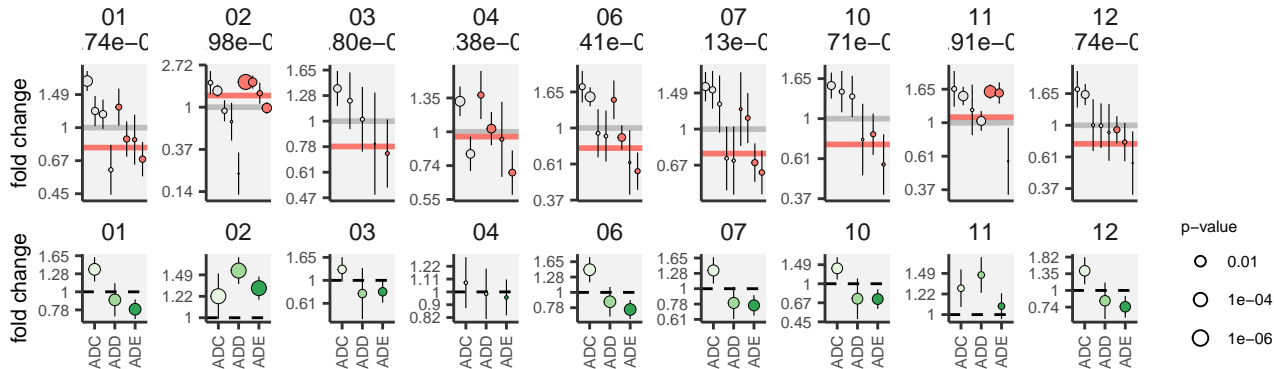 01 02 03 04 06 07 10 11 12
.74e−0 .98e−0 .80e−0 .38e−0 .41e−0 .13e−0 .71e−0 .91e−0 .74e−0
fold change
1.49 1 0.67 0.45
2.72 1 0.37 0.14
1.65 1.28 1 0.78 0.61 0.47
1.35 1 0.74 0.55
1.65 1 0.61 0.37
1.49 1 0.67
1.65 1 0.61 0.37
1.65 1 0.61 0.37
1.65 1 0.61 0.37
01 02 03 04 06 07 10 11 12
fold change
1.65 1.28 1 0.78
1.49 1.22 1
1.65 1 0.61
1.22 1.11 1 0.9 0.82
1.65 1.28 1 0.78
1.49 1.22 1 0.82 0.67 0.61
1.49 1 0.67 0.45
1.49 1.22 1
1.82 1.35 1 0.74
ADC ADD ADE ADC ADD ADE ADC ADD ADE ADC ADD ADE ADC ADD ADE ADC ADD ADE ADC ADD ADE ADC ADD ADE ADC ADD ADE
p−value
0.01
1e−04
1e−06